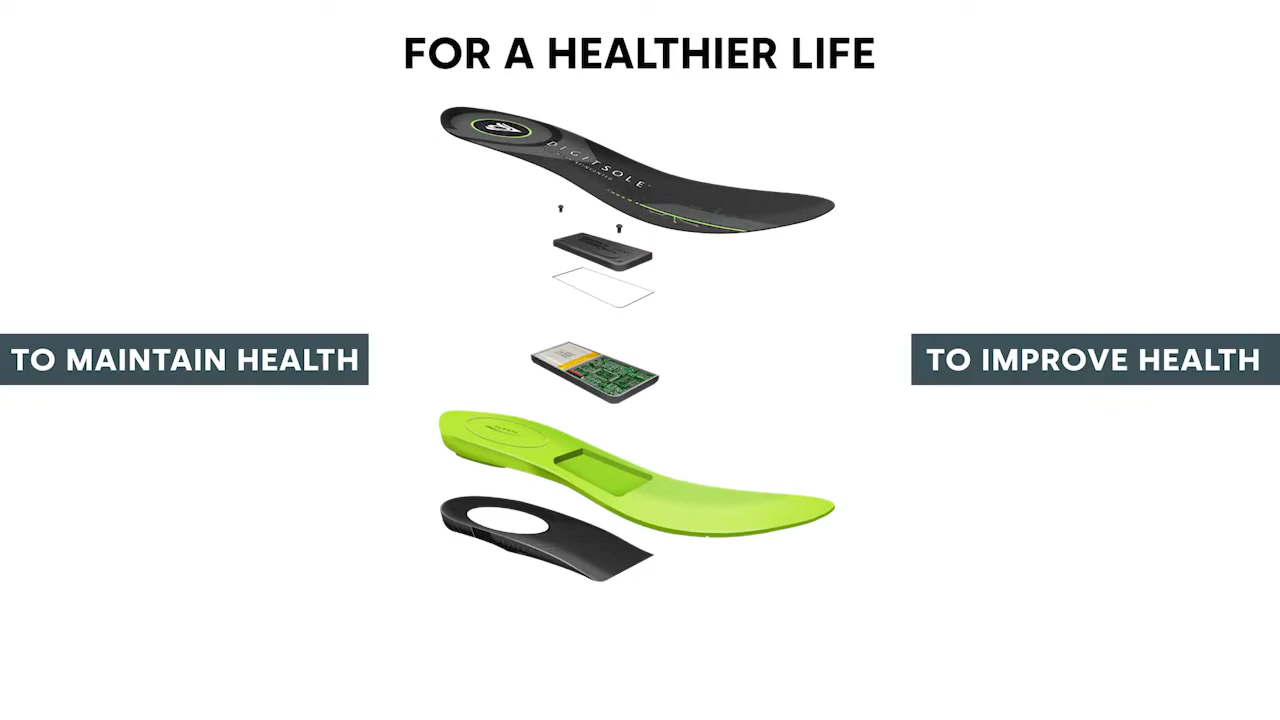 FOR A HEALTHIER LIFE
DIGITSOLE
TO MAINTAIN HEALTH
TO IMPROVE HEALTH